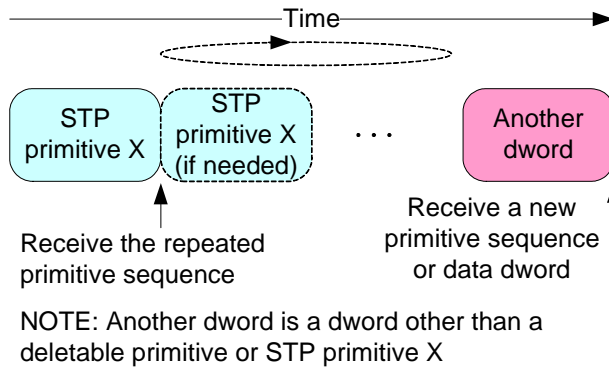 Time
STP
primitive X
STP
primitive X
(if needed)
. . .
Another
dword
Receive the repeated
primitive sequence
Receive a new
primitive sequence
or data dword
NOTE: Another dword is a dword other than a
deletable primitive or STP primitive X